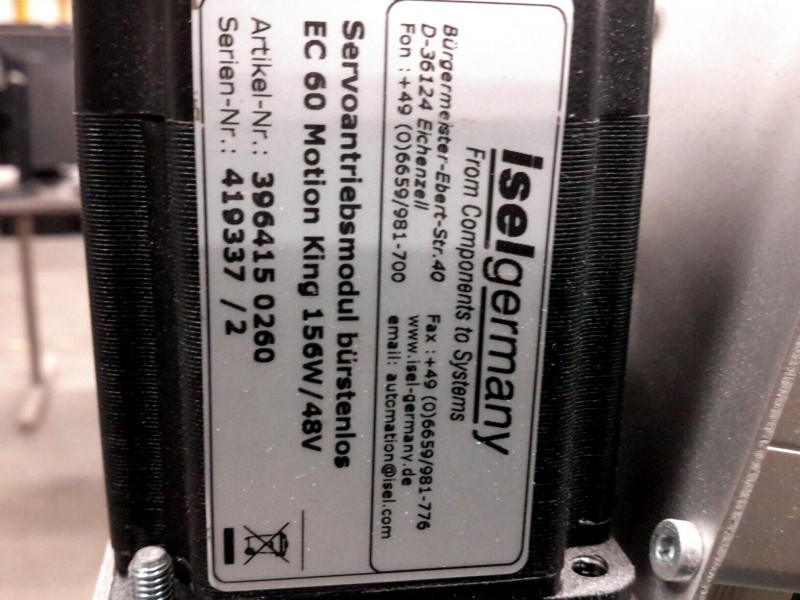 iselgermany
From Components to Systems
Bürgermeister-Ebert-Str.40
D-36124 Eichenzell
Fon :+49 (0)6659/981-700
Fax :+49 (0)6659/981-776
www.isel-germany.de
email: automation@isel.com
Servoantriebsmodul bürstenlos
EC 60 Motion King 156W/48V
Artikel-Nr.: 396415 0260
Serien-Nr.: 419337 /2